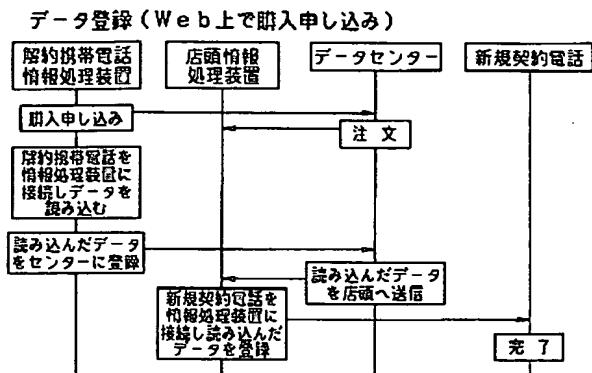 データ登録(Web上で購入申し込み)
解約携帯電話
情報処理装置
店頭情報
処理装置
データセンター
新規契約電話
購入申し込み
注文
解約携帯電話を
情報処理装置に
接続しデータを
読み込む
読み込んだデータ
をセンターに登録
読み込んだデータ
を店頭へ送信
新規契約電話を
情報処理装置に
接続し読み込んだ
データを登録
完了